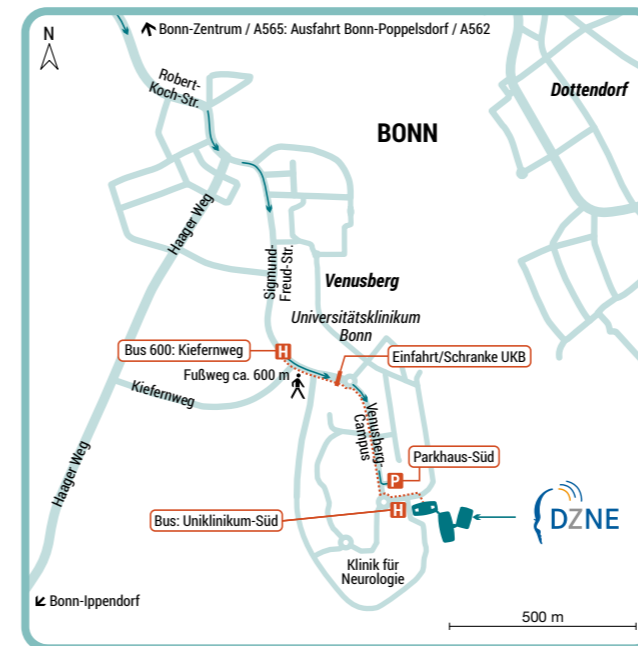 N
Bonn-Zentrum / A565: Ausfahrt Bonn-Poppelsdorf / A562
Robert-
Koch-Str.
Dottendorf
BONN
Haager Weg
Sigmund-
Freud-Str.
Venusberg
Universitätsklinikum
Bonn
Bus 600: Kiefernweg
H
Einfahrt/Schranke UKB
Fußweg ca. 600 m
Kiefernweg
Venusberg-
Campus
Parkhaus-Süd
P
Haager Weg
Bus: Uniklinikum-Süd
H
DZNE
Klinik für
Neurologie
Bonn-Ippendorf
500 m